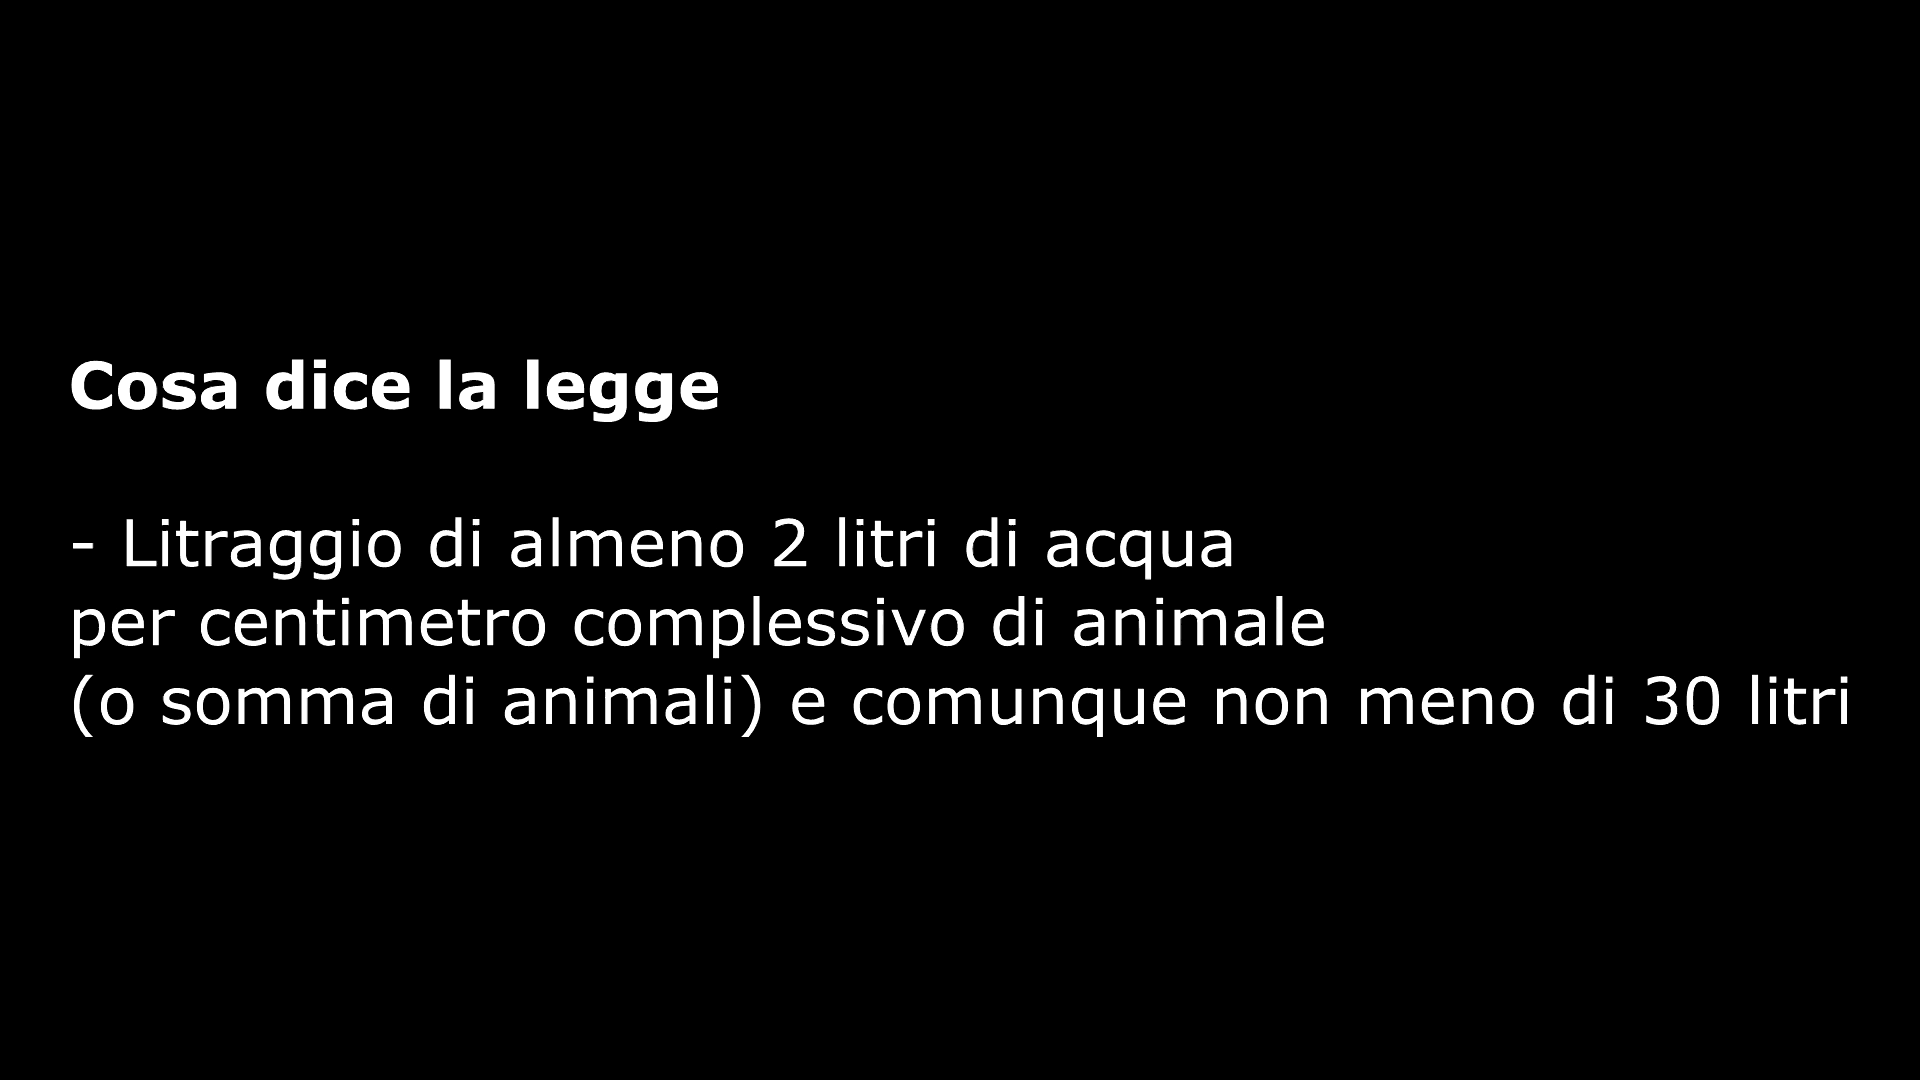 Cosa dice la legge
- Litraggio di almeno 2 litri di acqua
per centimetro complessivo di animale
(o somma di animali) e comunque non meno di 30 litri